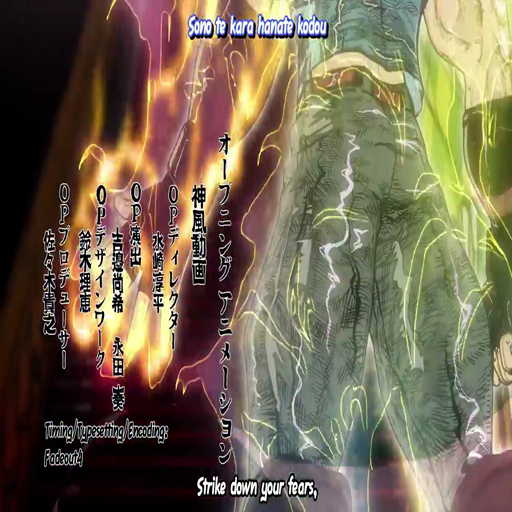 Sono te kara hanate kodou
オープニング アニメーション
神風動画
OPディレクター
水﨑淳平
OP演出
吉邉尚希 永田 奏
OPデザインワーク
鈴木理恵
OPプロデューサー
佐々木貴之
Timing/Typesetting/Encoding:
Fadeout4
Strike down your fears,